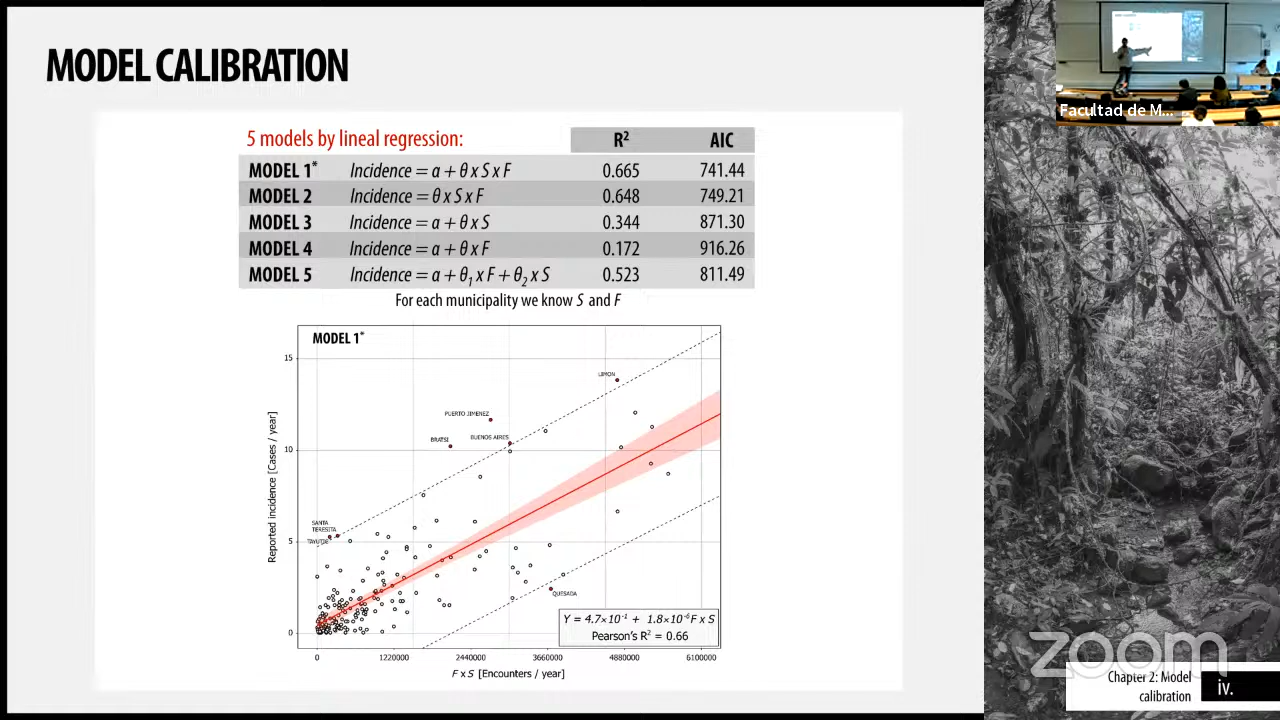 MODEL CALIBRATION
5 models by lineal regression:
R² AIC
MODEL 1* Incidence = α + θ x S x F 0.665 741.44
MODEL 2 Incidence = θ x S x F 0.648 749.21
MODEL 3 Incidence = α + θ x S 0.344 871.30
MODEL 4 Incidence = α + θ x F 0.172 916.26
MODEL 5 Incidence = α + θ₁ x F + θ₂ x S 0.523 811.49
For each municipality we know S and F
MODEL 1*
15
10
5
0
Reported incidence [Cases / year]
LIMON
PUERTO JIMENEZ
BRATSI
BUENOS AIRES
SANTA
TERESITA
TAYUTIC
QUESADA
Y = 4.7×10⁻¹ + 1.8×10⁻⁶ F x S
Pearson's R² = 0.66
0 1220000 2440000 3660000 4880000 6100000
F x S [Encounters / year]
Facultad de M...
zoom
Chapter 2: Model
calibration
iv.